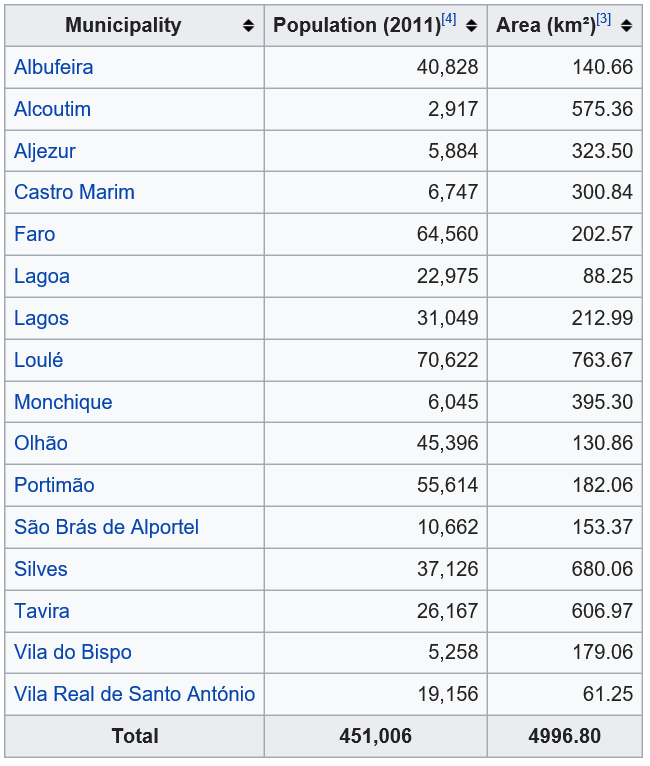 Municipality Population (2011)[4] Area (km²)[3]
Albufeira 40,828 140.66
Alcoutim 2,917 575.36
Aljezur 5,884 323.50
Castro Marim 6,747 300.84
Faro 64,560 202.57
Lagoa 22,975 88.25
Lagos 31,049 212.99
Loulé 70,622 763.67
Monchique 6,045 395.30
Olhão 45,396 130.86
Portimão 55,614 182.06
São Brás de Alportel 10,662 153.37
Silves 37,126 680.06
Tavira 26,167 606.97
Vila do Bispo 5,258 179.06
Vila Real de Santo António 19,156 61.25
Total 451,006 4996.80